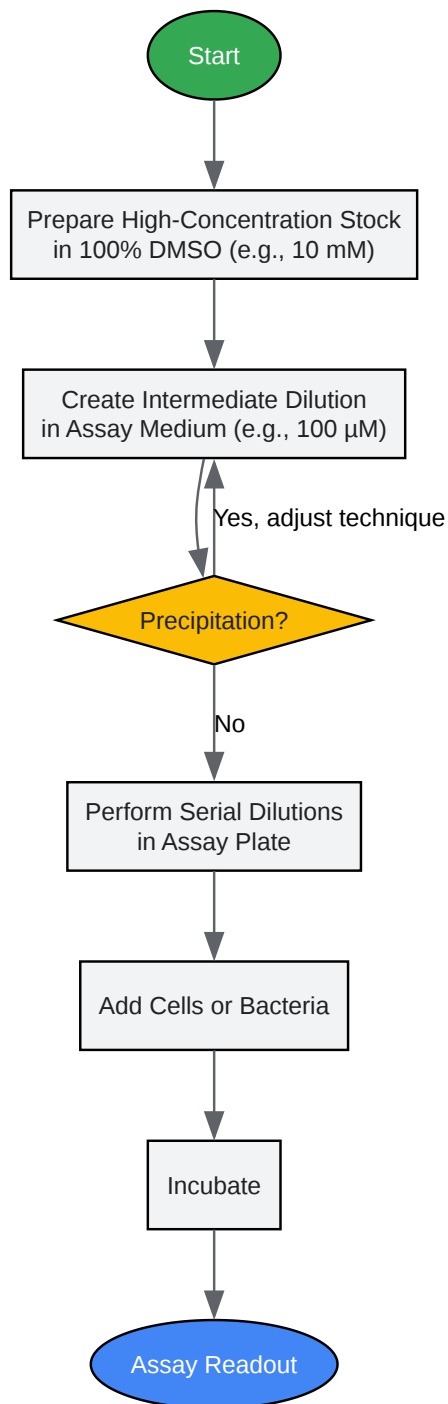 Start
Prepare High-Concentration Stock
in 100% DMSO (e.g., 10 mM)
Create Intermediate Dilution
in Assay Medium (e.g., 100 µM)
Yes, adjust technique
Precipitation?
No
Perform Serial Dilutions
in Assay Plate
Add Cells or Bacteria
Incubate
Assay Readout